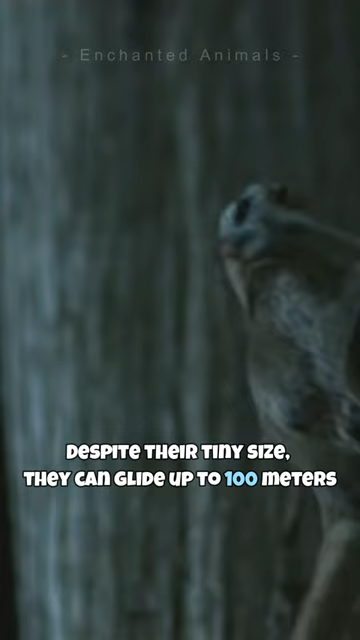 - Enchanted Animals -
DESPITE THEIR TINY SIZE,
THEY CAN GLIDE UP TO 100 METERS